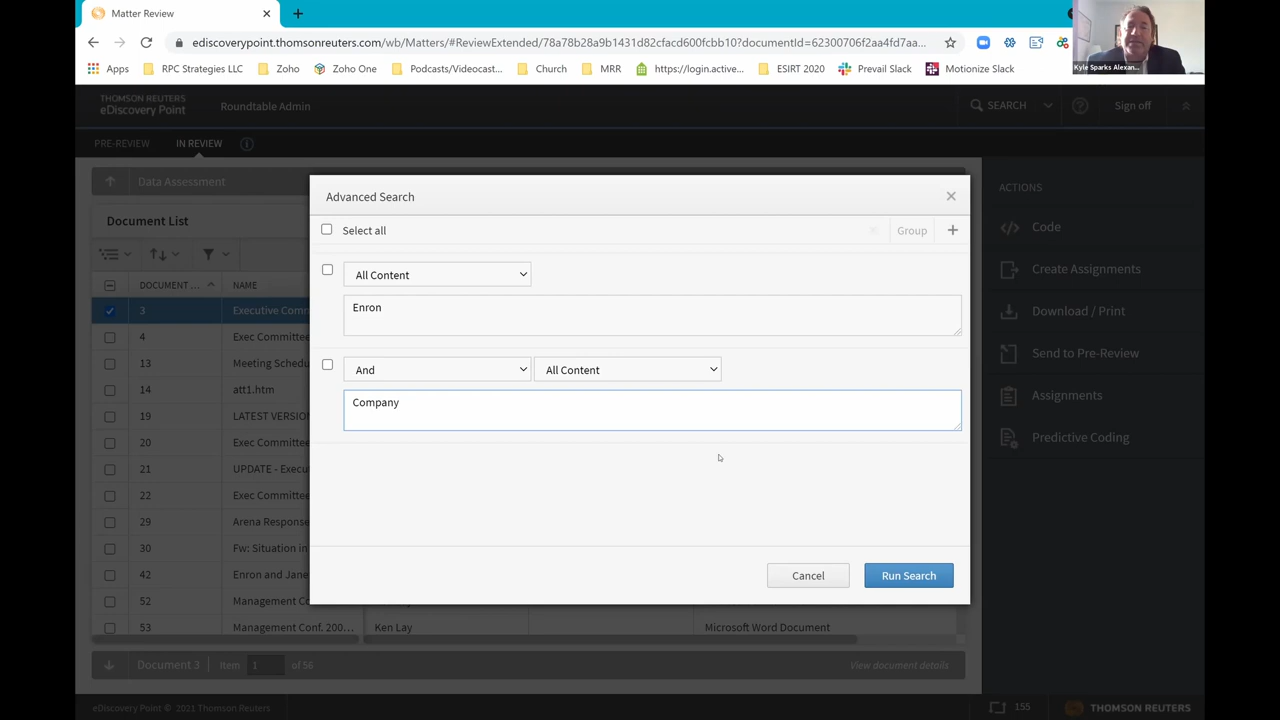 Matter Review
ediscoverypoint.thomsonreuters.com/wb/Matters/#ReviewExtended/78a78b28a9b1431d82cfacd600fcbb10?documentId=62300706f2aa4fd7aa...
Apps RPC Strategies LLC Zoho Zoho One Podcasts/Videocast... Church MRR https://login.active... ESIRT 2020 Prevail Slack Motionize Slack
Kyle Sparks Alexan...
THOMSON REUTERS
eDiscovery Point
Roundtable Admin
SEARCH
Sign off
PRE-REVIEW IN REVIEW
Data Assessment
Document List
DOCUMENT ... NAME
3 Executive Comm
4 Exec Committee
13 Meeting Schedu
14 att1.htm
19 LATEST VERSION
20 Exec Committee
21 UPDATE - Execu
22 Exec Committee
29 Arena Response
30 Fw: Situation in
42 Enron and Jane
52 Management Co
53 Management Conf. 200... Ken Lay Microsoft Word Document
Document 3 Item 1 of 56 View document details
Advanced Search
Select all
Group
All Content
Enron
And All Content
Company
Cancel Run Search
ACTIONS
Code
Create Assignments
Download / Print
Send to Pre-Review
Assignments
Predictive Coding
eDiscovery Point © 2021 Thomson Reuters
155
THOMSON REUTERS